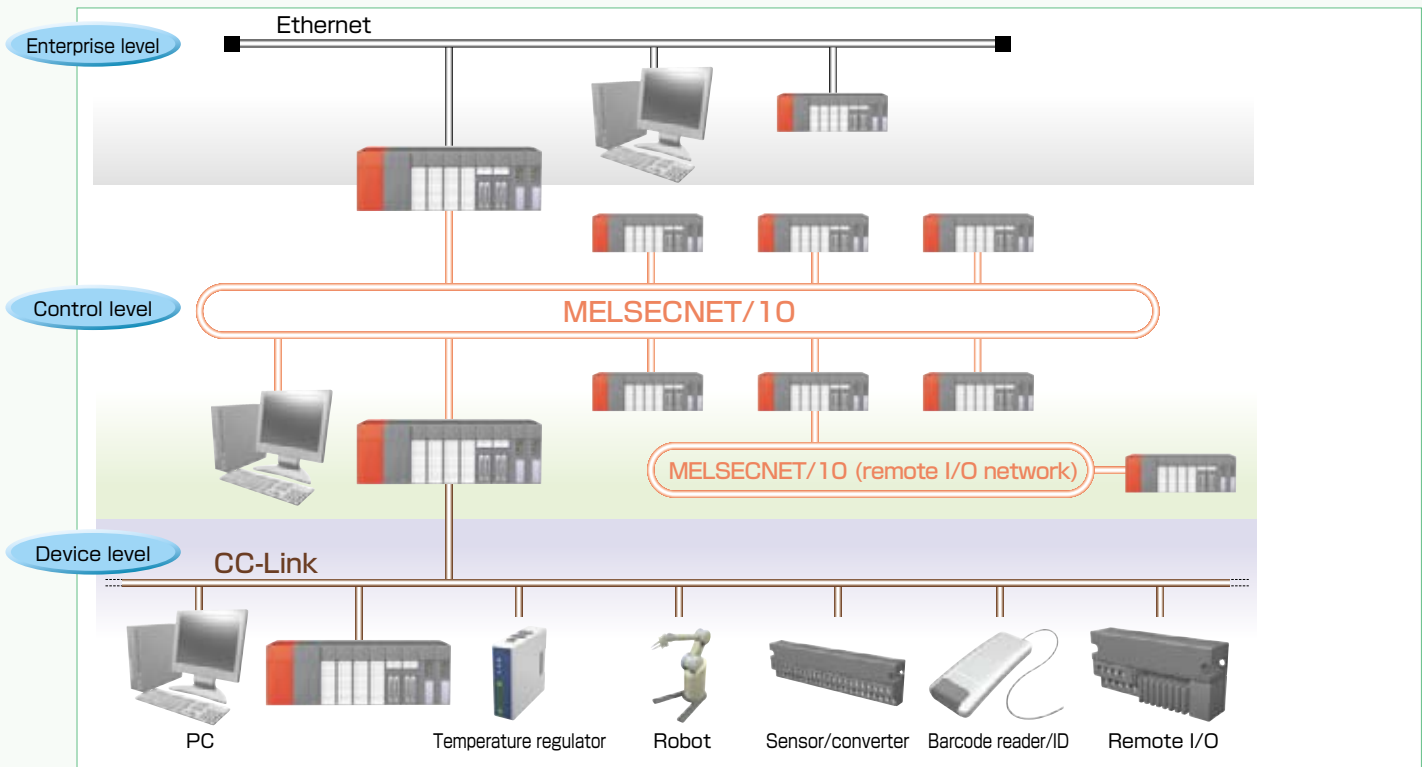 Ethernet
Enterprise level
Control level
MELSECNET/10
MELSECNET/10 (remote I/O network)
Device level
CC-Link
PC
Temperature regulator
Robot
Sensor/converter
Barcode reader/ID
Remote I/O